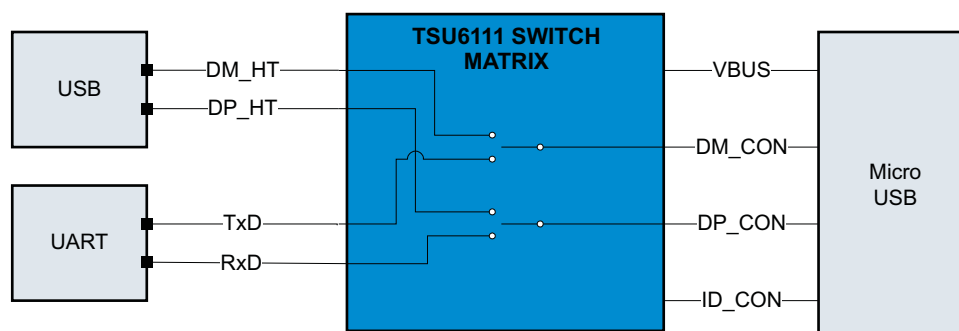 TSU6111 SWITCH
MATRIX
USB
DM_HT
DP_HT
UART
TxD
RxD
VBUS
DM_CON
DP_CON
ID_CON
Micro
USB